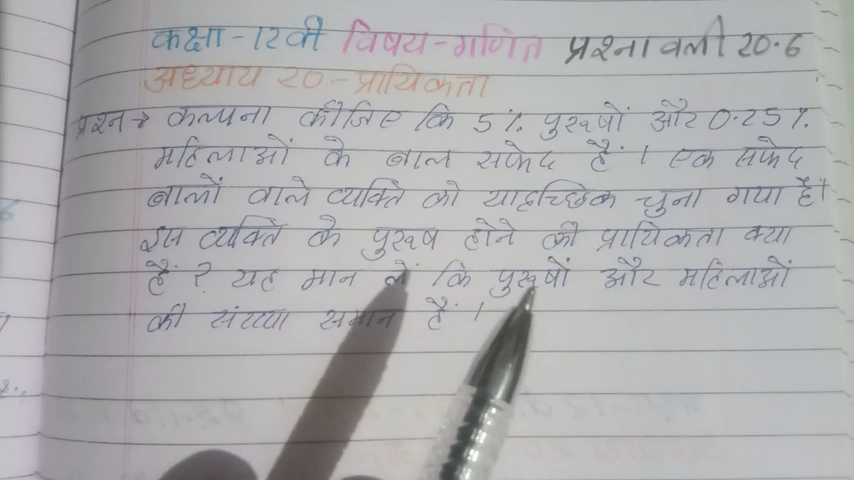 कक्षा - 12वी विषय - गणित प्रश्नावली 20.6
अध्याय 20 - प्रायिकता
प्रश्न → कल्पना कीजिए कि 5% पुरूषों और 0.25%
महिलाओं के बाल सफेद हैं । एक सफेद
बालों वाले व्यक्ति को यादृच्छिक चुना गया है।
इस व्यक्ति के पुरूष होने की प्रायिकता क्या
है ? यह मान लें कि पुरूषों और महिलाओं
की संख्या समान है ।